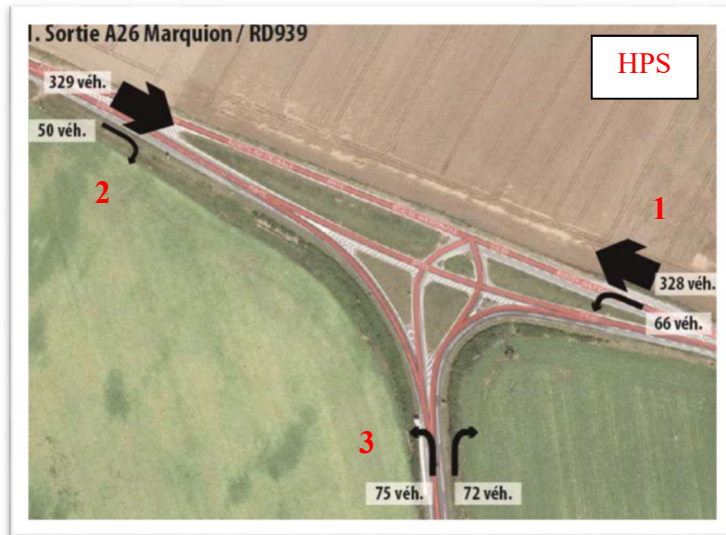 1. Sortie A26 Marquion / RD939
HPS
329 véh.
50 véh.
2
1
328 véh.
66 véh.
3
75 véh.
72 véh.